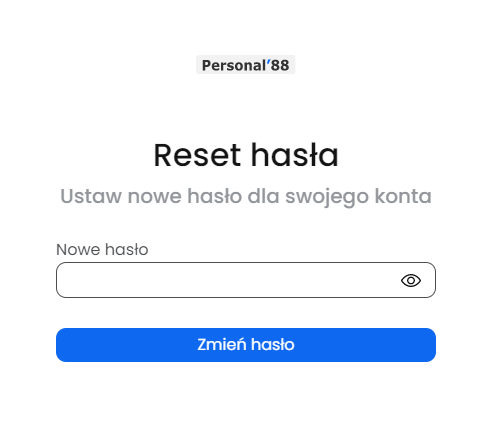 Personal'88
Reset hasła
Ustaw nowe hasło dla swojego konta
Nowe hasło
Zmień hasło